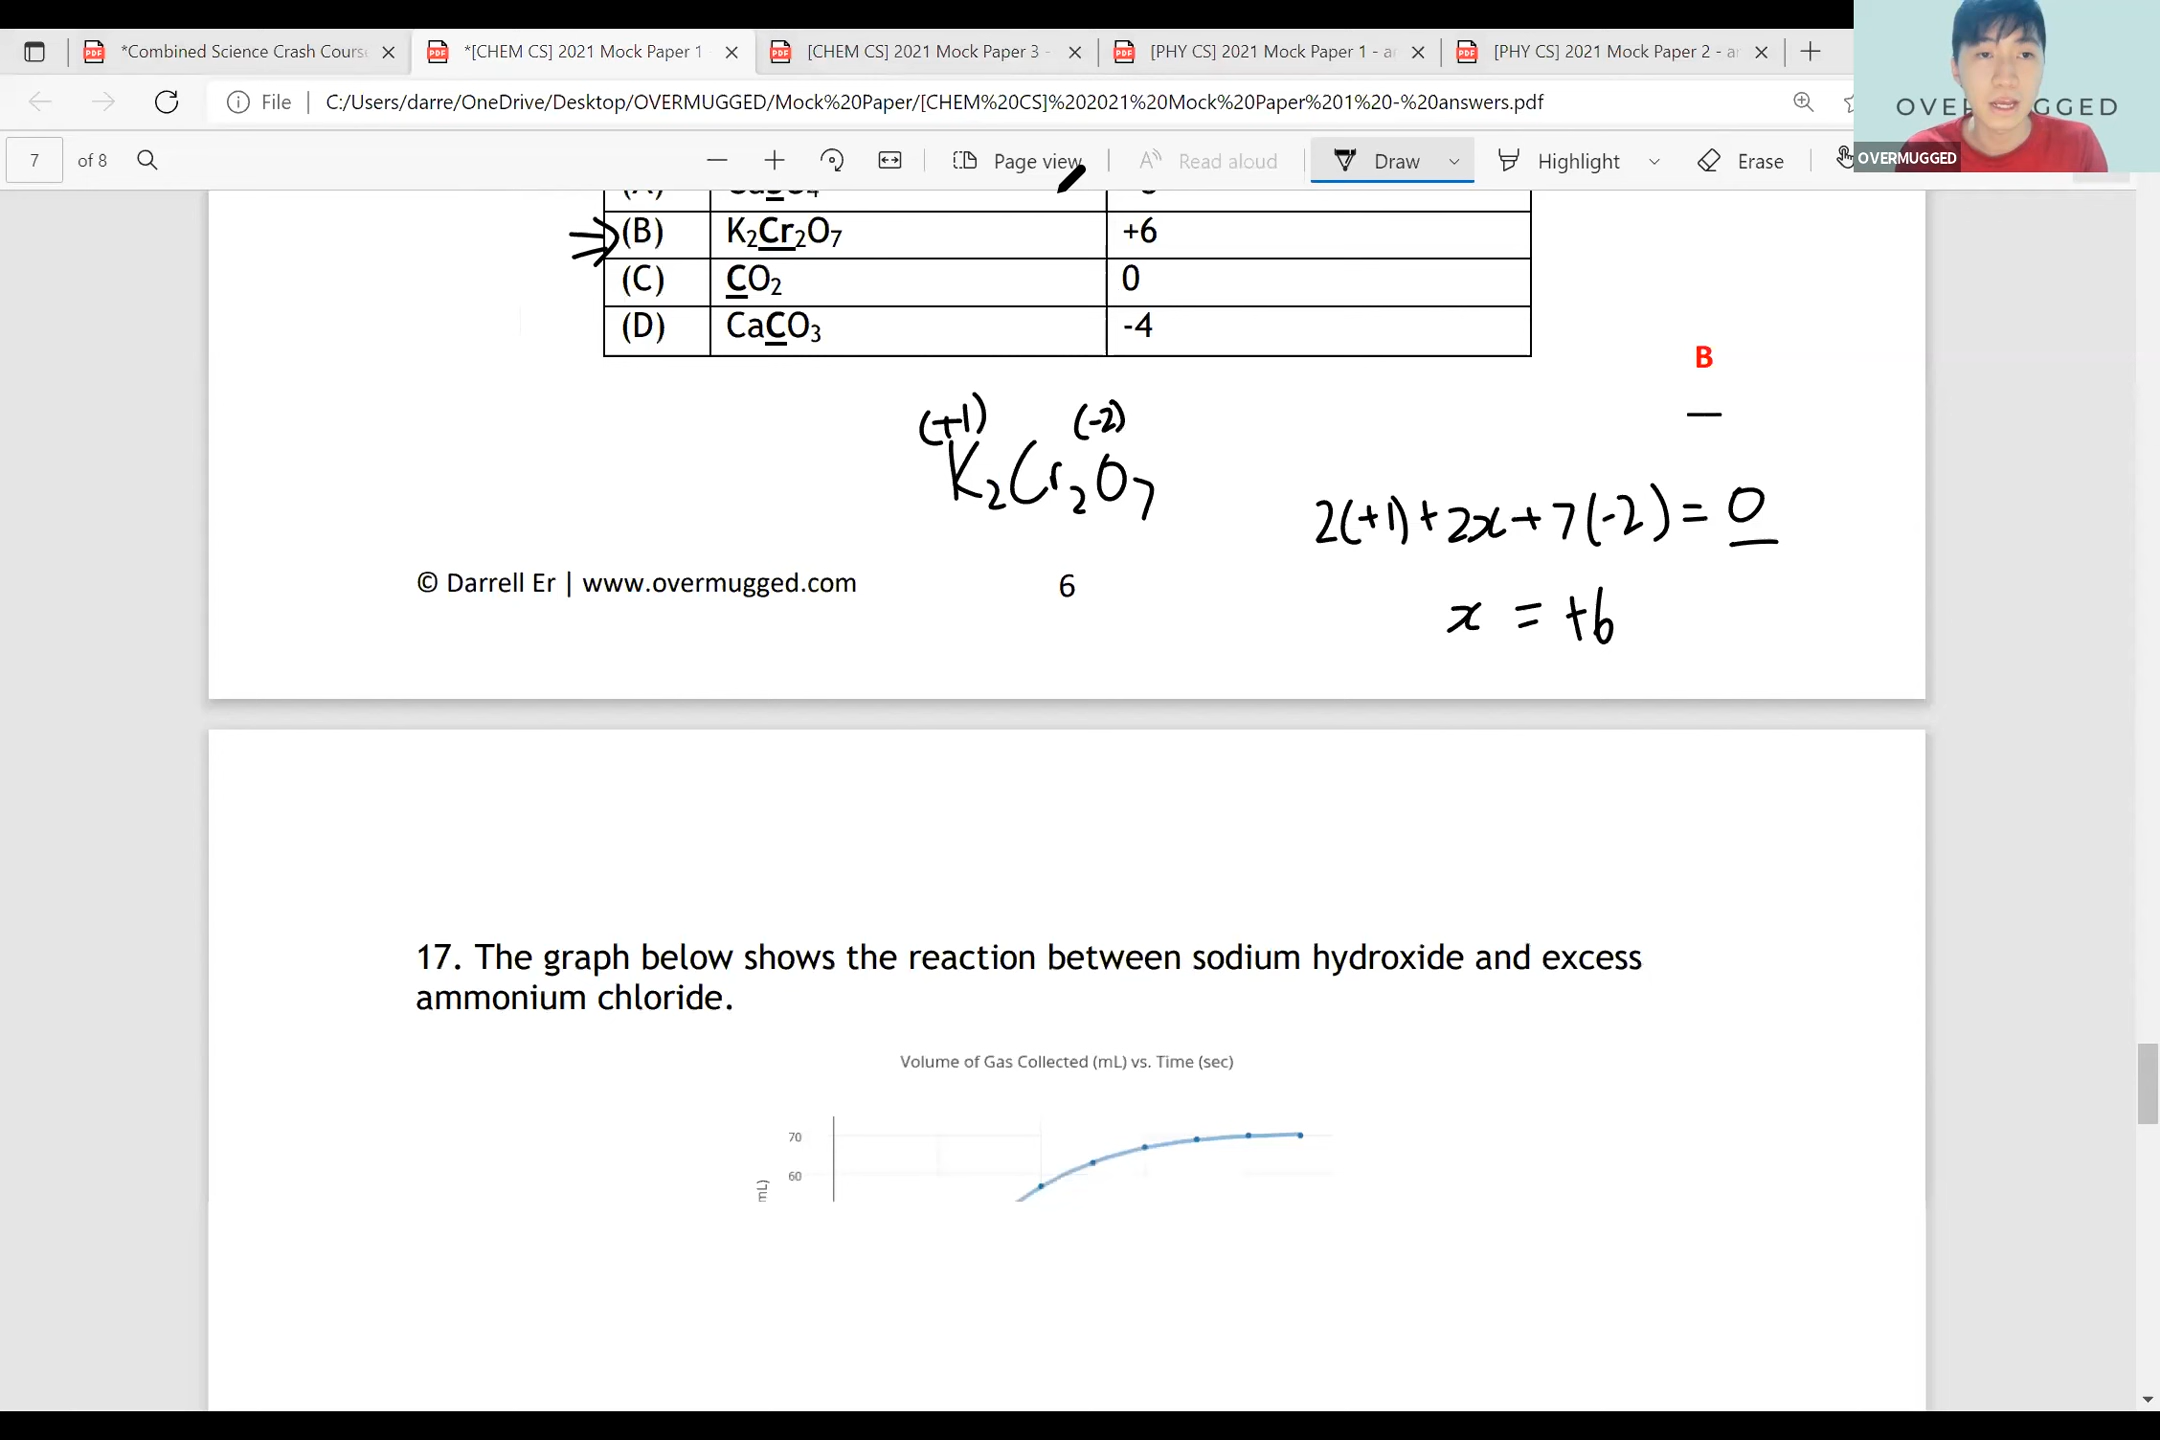 *Combined Science Crash Cours
*[CHEM CS] 2021 Mock Paper 1
[CHEM CS] 2021 Mock Paper 3 -
[PHY CS] 2021 Mock Paper 1 - a
[PHY CS] 2021 Mock Paper 2 - a
File
C:/Users/darre/OneDrive/Desktop/OVERMUGGED/Mock%20Paper/[CHEM%20CS]%202021%20Mock%20Paper%201%20-%20answers.pdf
OVE GGED
OVERMUGGED
7 of 8
Page view
Read aloud
Draw
Highlight
Erase
(B) K₂Cr₂O₇ +6
(C) CO₂ 0
(D) CaCO₃ -4
B
(+1) (-2)
K₂Cr₂O₇
2(+1)+2x+7(-2)=0
x = +6
© Darrell Er | www.overmugged.com
6
17. The graph below shows the reaction between sodium hydroxide and excess
ammonium chloride.
Volume of Gas Collected (mL) vs. Time (sec)
70
60
mL)